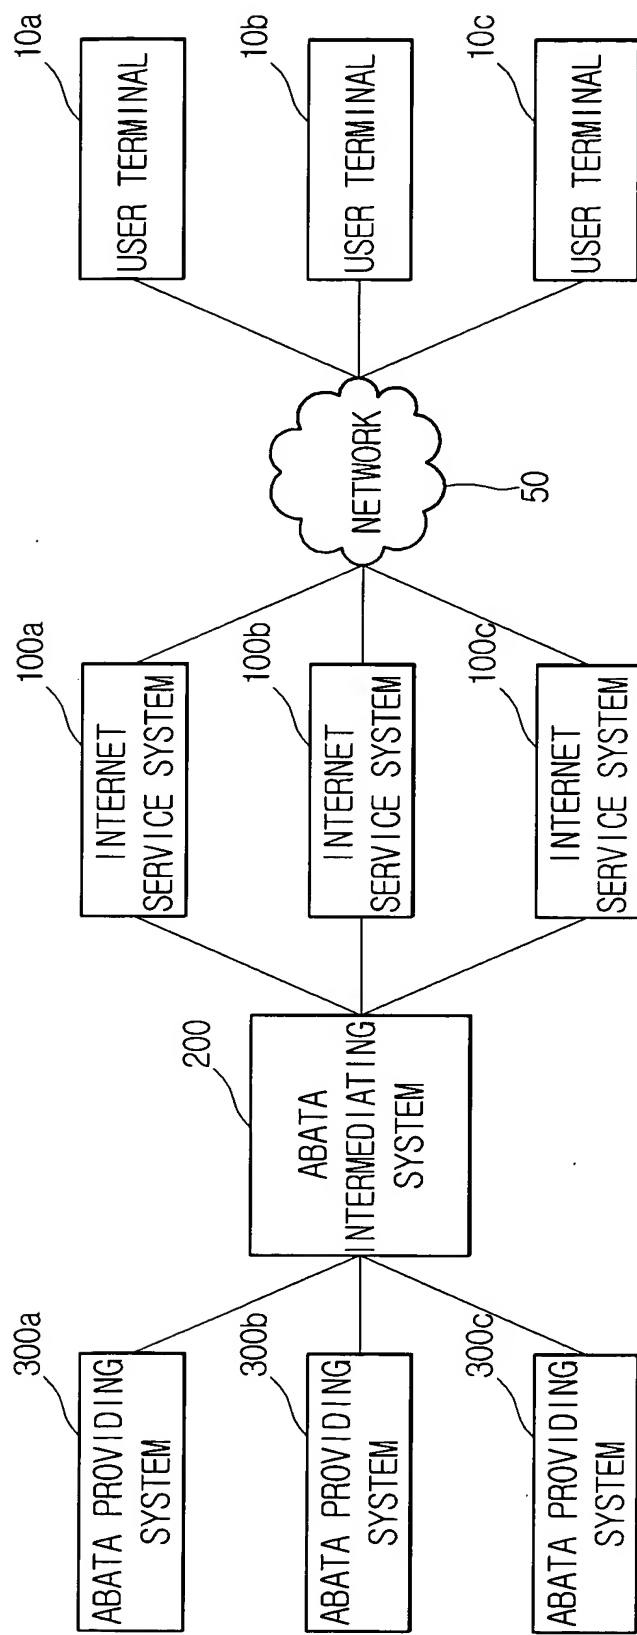 300a
ABATA PROVIDING
SYSTEM
300b
ABATA PROVIDING
SYSTEM
300c
ABATA PROVIDING
SYSTEM
200
ABATA
INTERMEDIATING
SYSTEM
100a
INTERNET
SERVICE SYSTEM
100b
INTERNET
SERVICE SYSTEM
100c
INTERNET
SERVICE SYSTEM
NETWORK
50
10a
USER TERMINAL
10b
USER TERMINAL
10c
USER TERMINAL